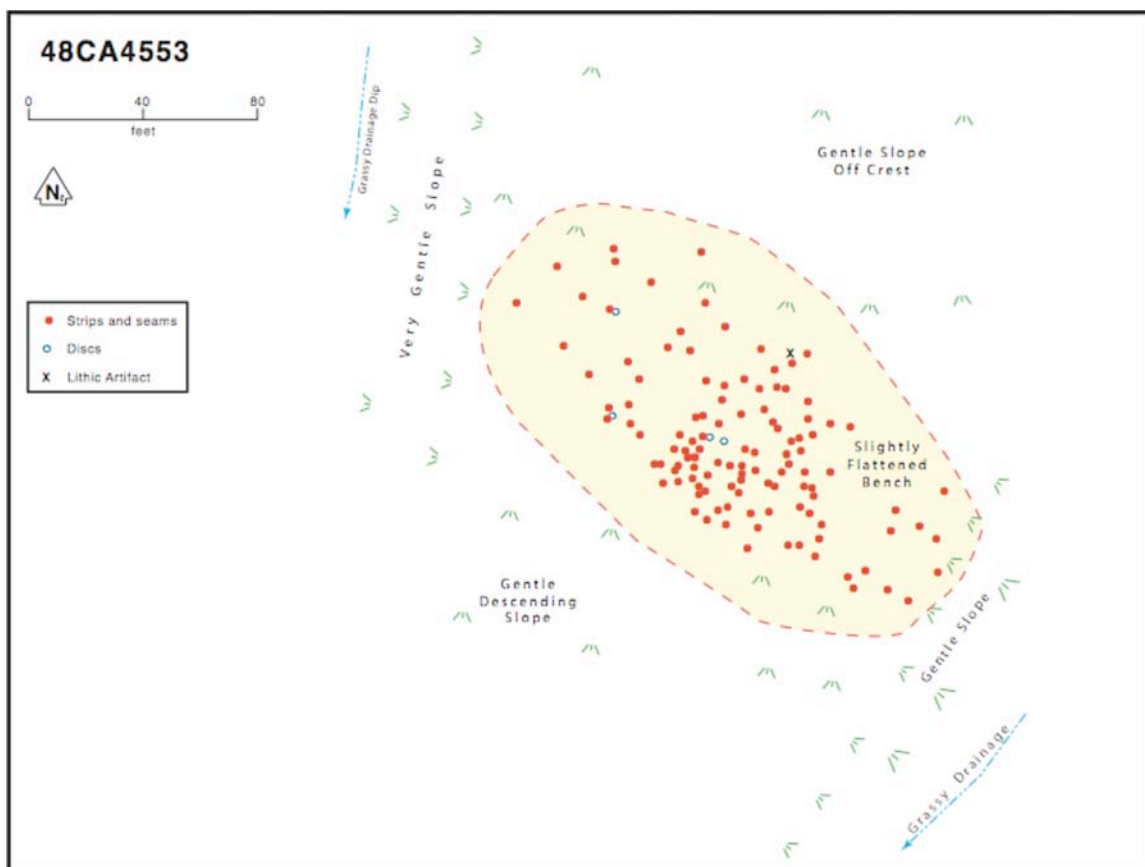 48CA4553
0 40 80
feet
Nt
Grassy Drainage Dip
Very Gentle Slope
Gentle Slope
Off Crest
Strips and seams
Discs
x Lithic Artifact
x
Slightly
Flattened
Bench
Gentle
Descending
Slope
Gentle Slope
Grassy Drainage